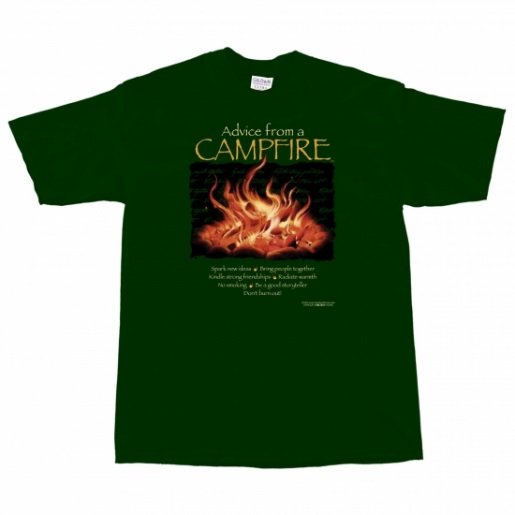 Advice from a
CAMPFIRE
Spark new ideas Bring people together
Kindle strong friendships Radiate warmth
No smoking Be a good storyteller
Don't burn out!